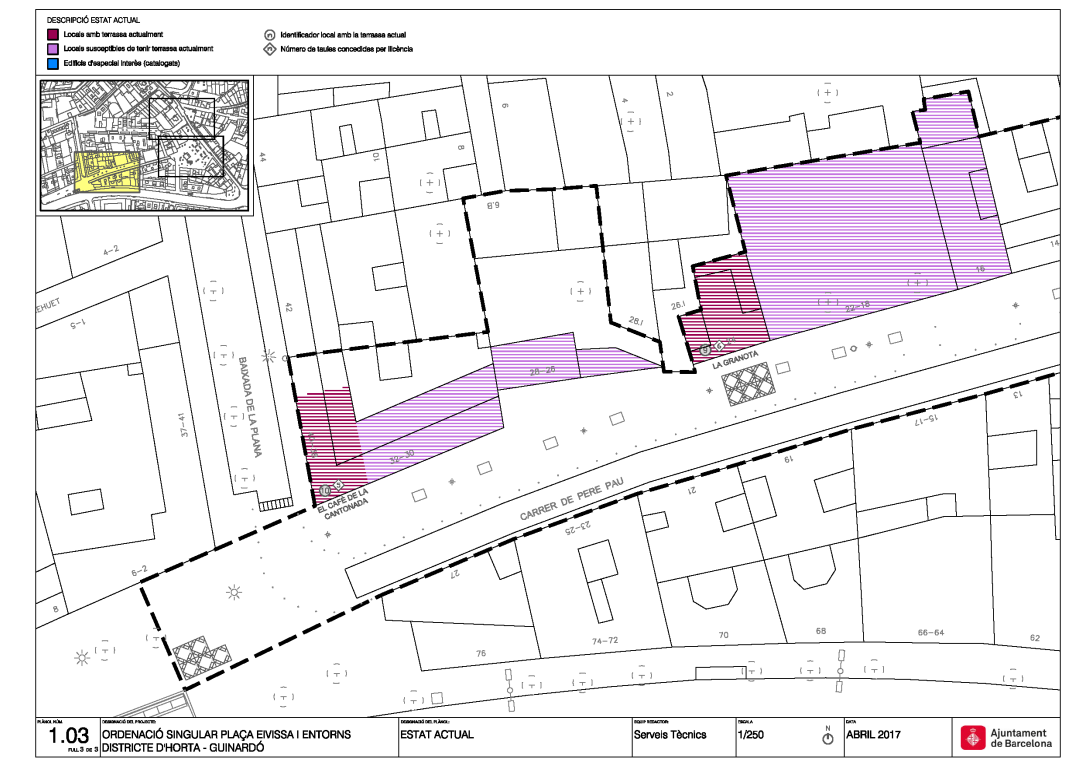 DESCRIPCIÓ ESTAT ACTUAL
Locals amb terrassa actualment
Locals susceptibles de tenir terrassa actualment
Edificis d'especial interès (catalogats)
Identificador local amb la terrassa actual
Número de taules concedides per llicència
6
4
2
44
10
8
6.B
4-2
EHUET
1-5
42
37-41
BAIXADA DE LA PLANA
28.I
26.I
16
22-18
14
9
6
LA GRANOTA
28-26
32-30
10
5
EL CAFÈ DE LA
CANTONADA
CARRER DE PERE PAU
13
15-17
19
21
23-25
27
6-2
8
76
74-72
70
68
66-64
62
PLÀNOL NÚM.
1.03
FULL 3 DE 3
DESIGNACIÓ DEL PROJECTE:
ORDENACIÓ SINGULAR PLAÇA EIVISSA I ENTORNS
DISTRICTE D'HORTA - GUINARDÓ
DESIGNACIÓ DEL PLÀNOL:
ESTAT ACTUAL
EQUIP REDACTOR:
Serveis Tècnics
ESCALA
1/250
N
DATA
ABRIL 2017
Ajuntament
de Barcelona